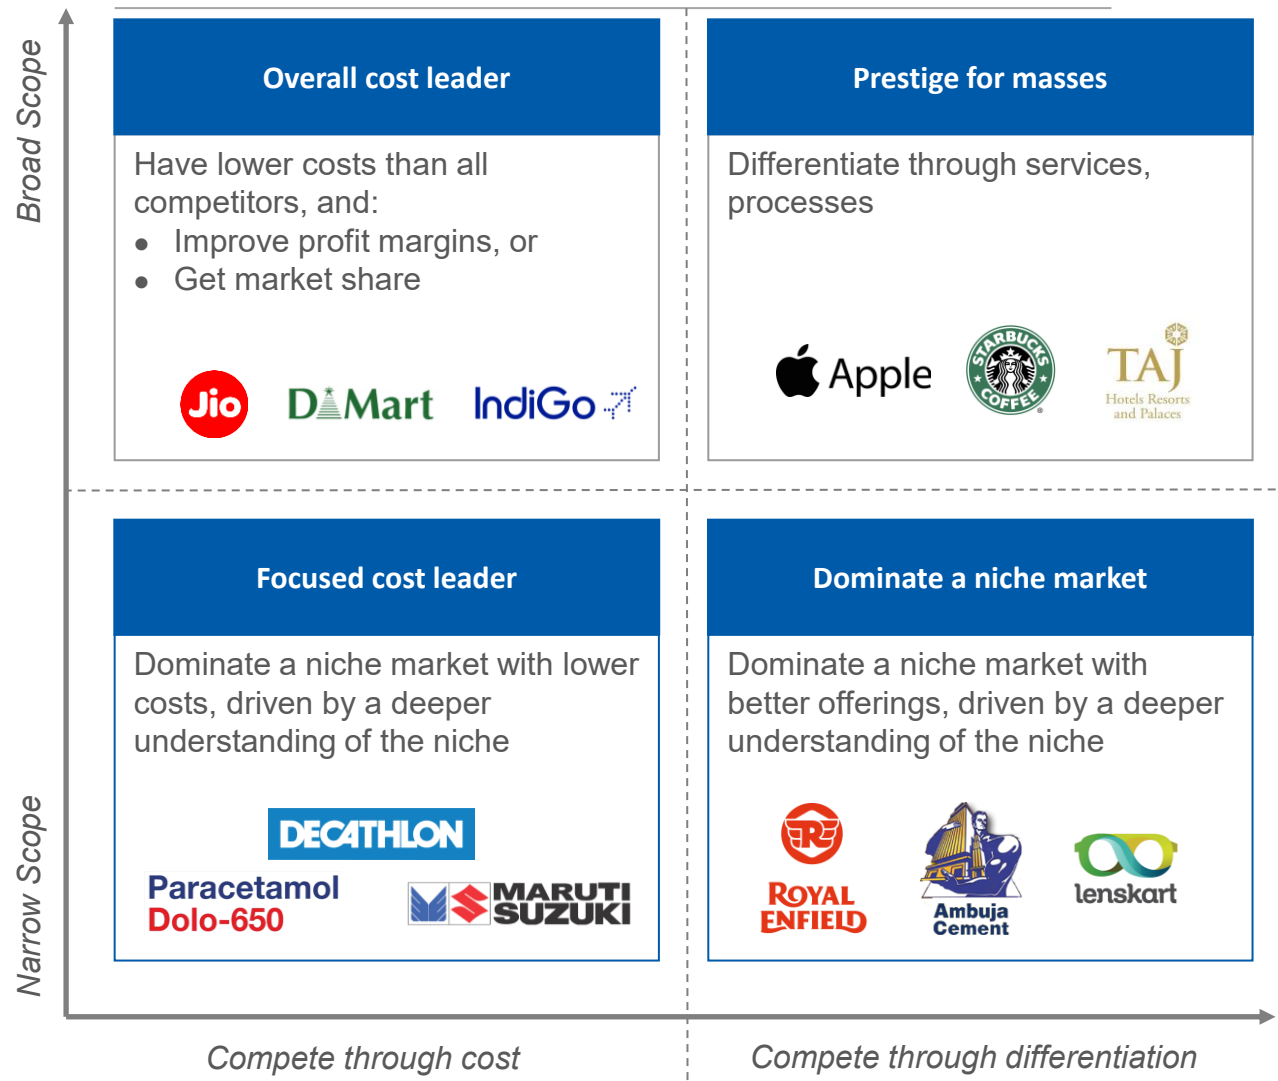 Broad Scope
Overall cost leader
Have lower costs than all
competitors, and:
● Improve profit margins, or
● Get market share
Jio
DMart
IndiGo
Prestige for masses
Differentiate through services,
processes
Apple
STARBUCKS
COFFEE
®
TAJ
Hotels Resorts
and Palaces
Narrow Scope
Focused cost leader
Dominate a niche market with lower
costs, driven by a deeper
understanding of the niche
DECATHLON
Paracetamol
Dolo-650
MARUTI
SUZUKI
Dominate a niche market
Dominate a niche market with
better offerings, driven by a deeper
understanding of the niche
R
ROYAL
ENFIELD
Ambuja
Cement
lenskart
Compete through cost
Compete through differentiation